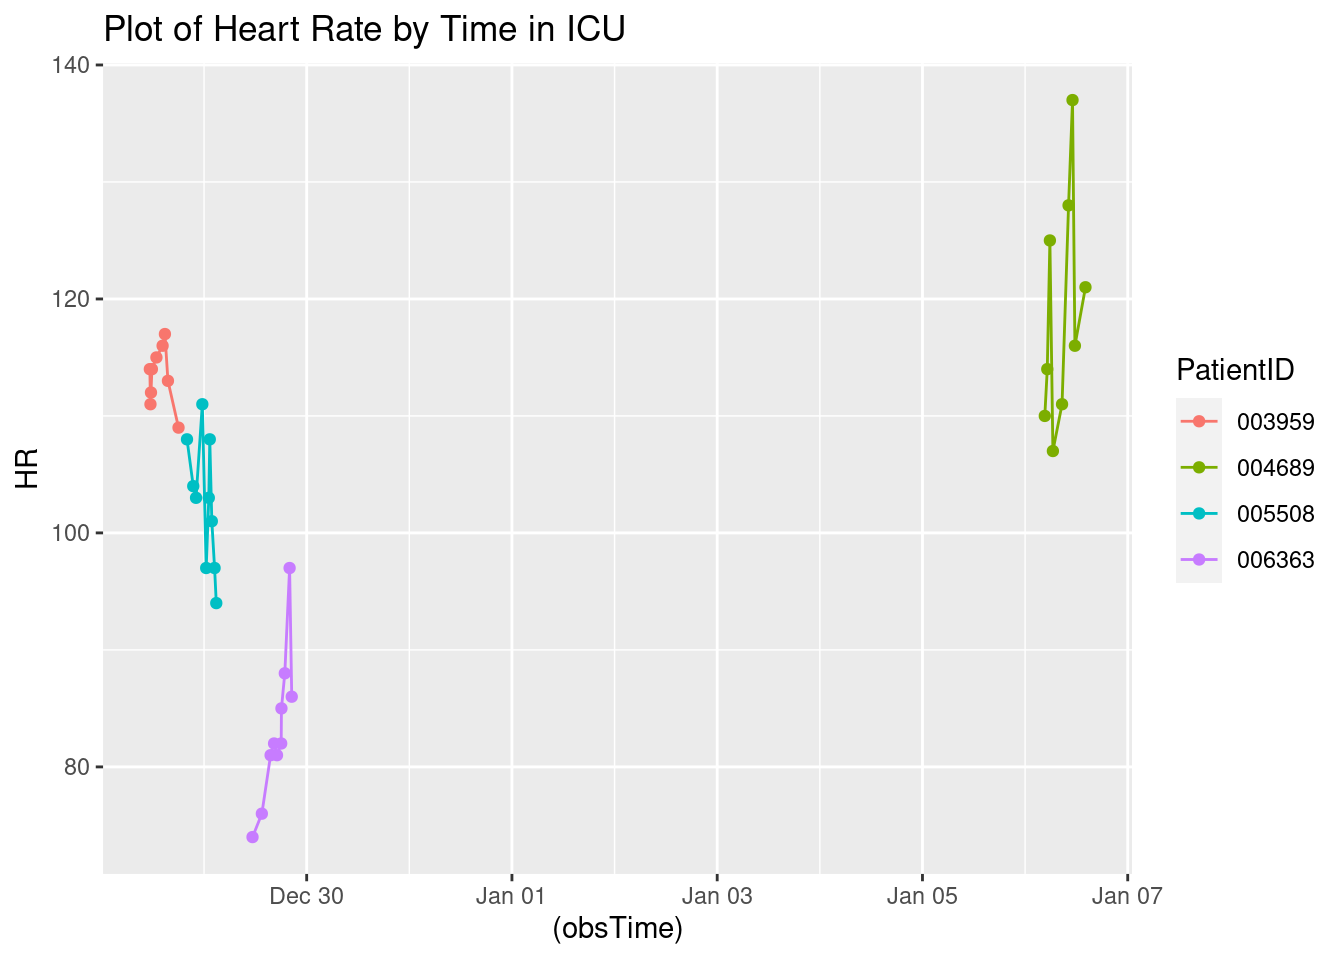 Plot of Heart Rate by Time in ICU
140
120
100
80
HR
Dec 30
Jan 01
Jan 03
Jan 05
Jan 07
(obsTime)
PatientID
003959
004689
005508
006363